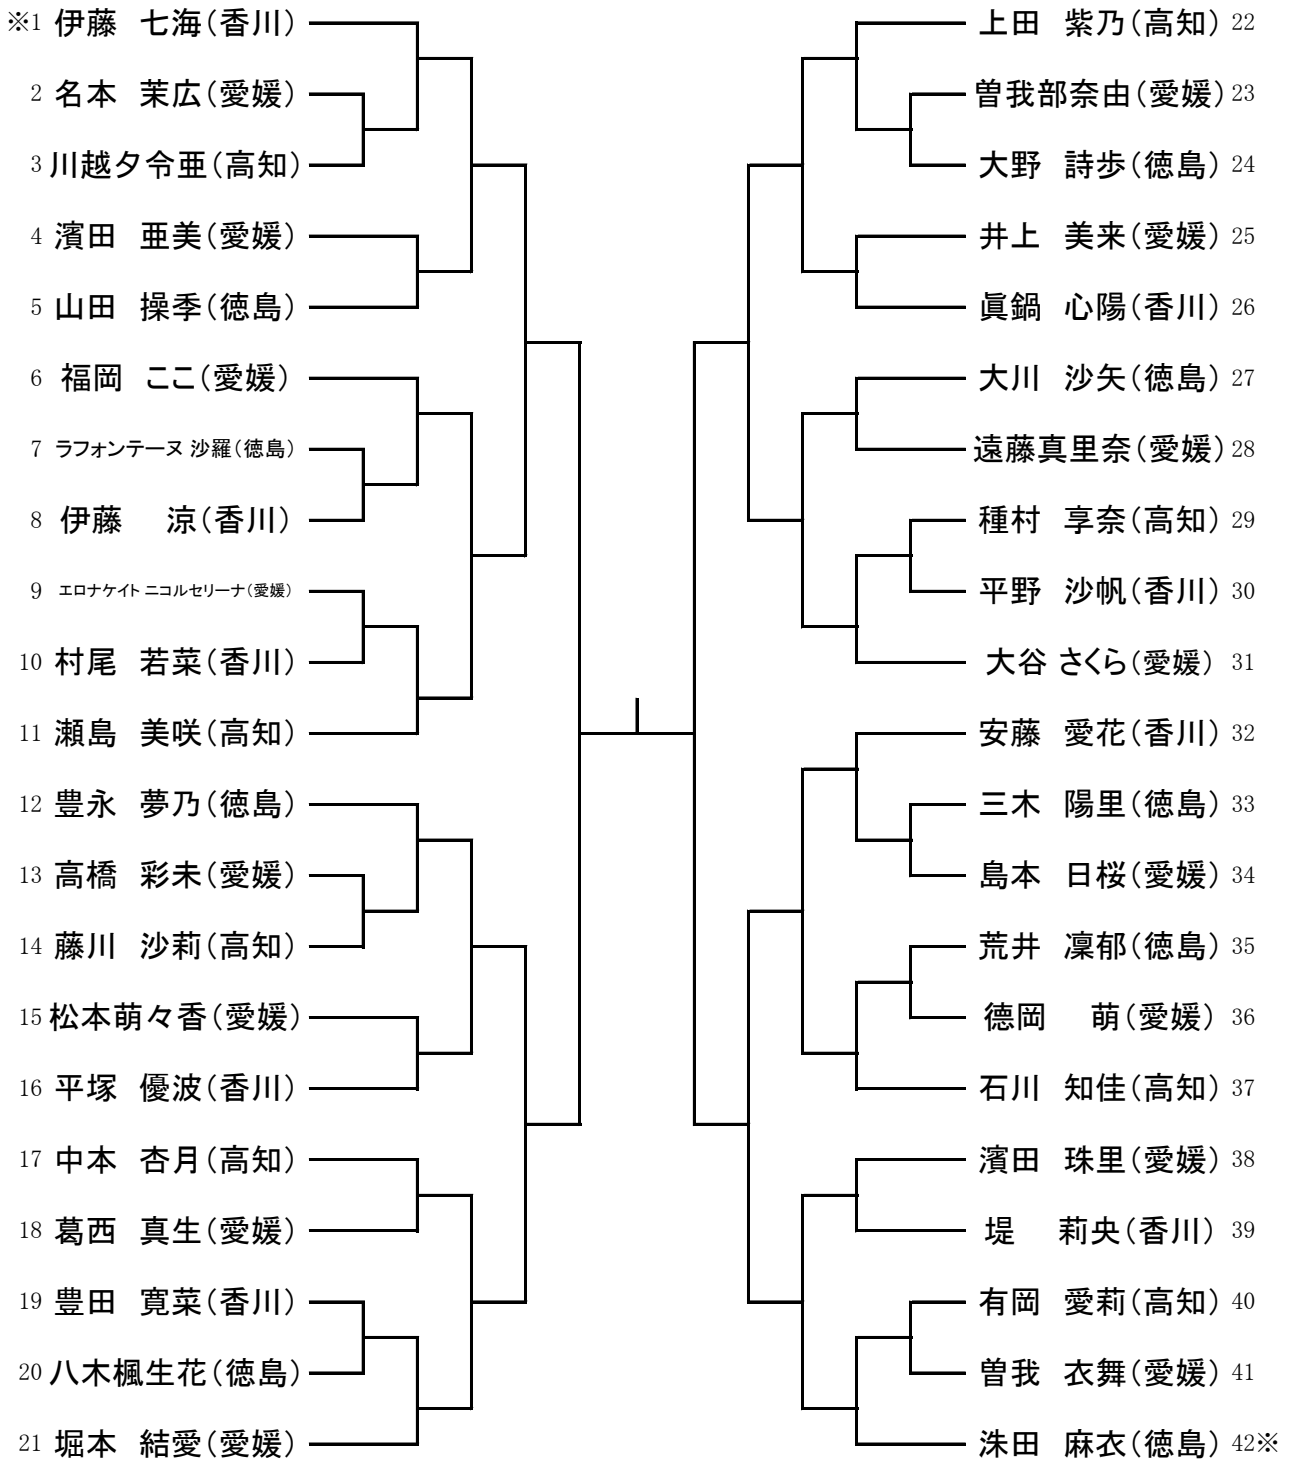 ※1 伊藤 七海(香川)
2 名本 茉広(愛媛)
3 川越夕令亜(高知)
4 濱田 亜美(愛媛)
5 山田 操季(徳島)
6 福岡 ここ(愛媛)
7 ラフォンテーヌ 沙羅(徳島)
8 伊藤 涼(香川)
9 エロナケイト ニコルセリーナ(愛媛)
10 村尾 若菜(香川)
11 瀬島 美咲(高知)
12 豊永 夢乃(徳島)
13 高橋 彩未(愛媛)
14 藤川 沙莉(高知)
15 松本萌々香(愛媛)
16 平塚 優波(香川)
17 中本 杏月(高知)
18 葛西 真生(愛媛)
19 豊田 寛菜(香川)
20 八木楓生花(徳島)
21 堀本 結愛(愛媛)
上田 紫乃(高知) 22
曽我部奈由(愛媛) 23
大野 詩歩(徳島) 24
井上 美来(愛媛) 25
眞鍋 心陽(香川) 26
大川 沙矢(徳島) 27
遠藤真里奈(愛媛) 28
種村 享奈(高知) 29
平野 沙帆(香川) 30
大谷 さくら(愛媛) 31
安藤 愛花(香川) 32
三木 陽里(徳島) 33
島本 日桜(愛媛) 34
荒井 凜郁(徳島) 35
德岡 萌(愛媛) 36
石川 知佳(高知) 37
濱田 珠里(愛媛) 38
堤 莉央(香川) 39
有岡 愛莉(高知) 40
曽我 衣舞(愛媛) 41
洙田 麻衣(徳島) 42※